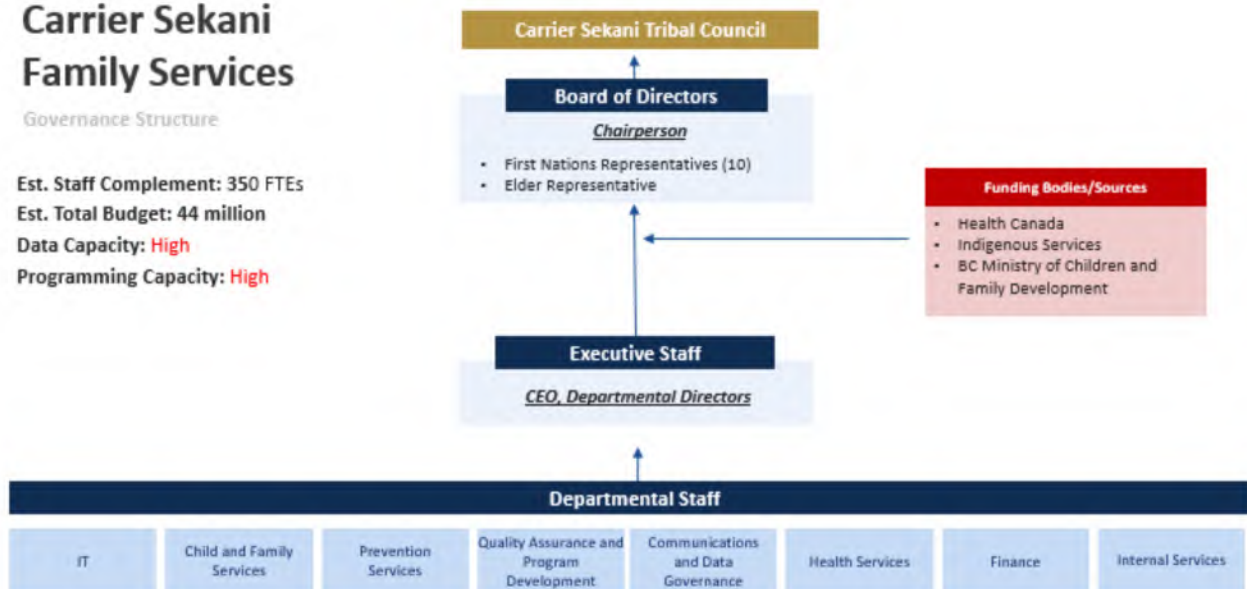 Carrier Sekani
Family Services
Governance Structure
Est. Staff Complement: 350 FTEs
Est. Total Budget: 44 million
Data Capacity: High
Programming Capacity: High
Carrier Sekani Tribal Council
Board of Directors
Chairperson
• First Nations Representatives (10)
• Elder Representative
Funding Bodies/Sources
• Health Canada
• Indigenous Services
• BC Ministry of Children and
Family Development
Executive Staff
CEO, Departmental Directors
Departmental Staff
IT
Child and Family
Services
Prevention
Services
Quality Assurance and
Program
Development
Communications
and Data
Governance
Health Services
Finance
Internal Services